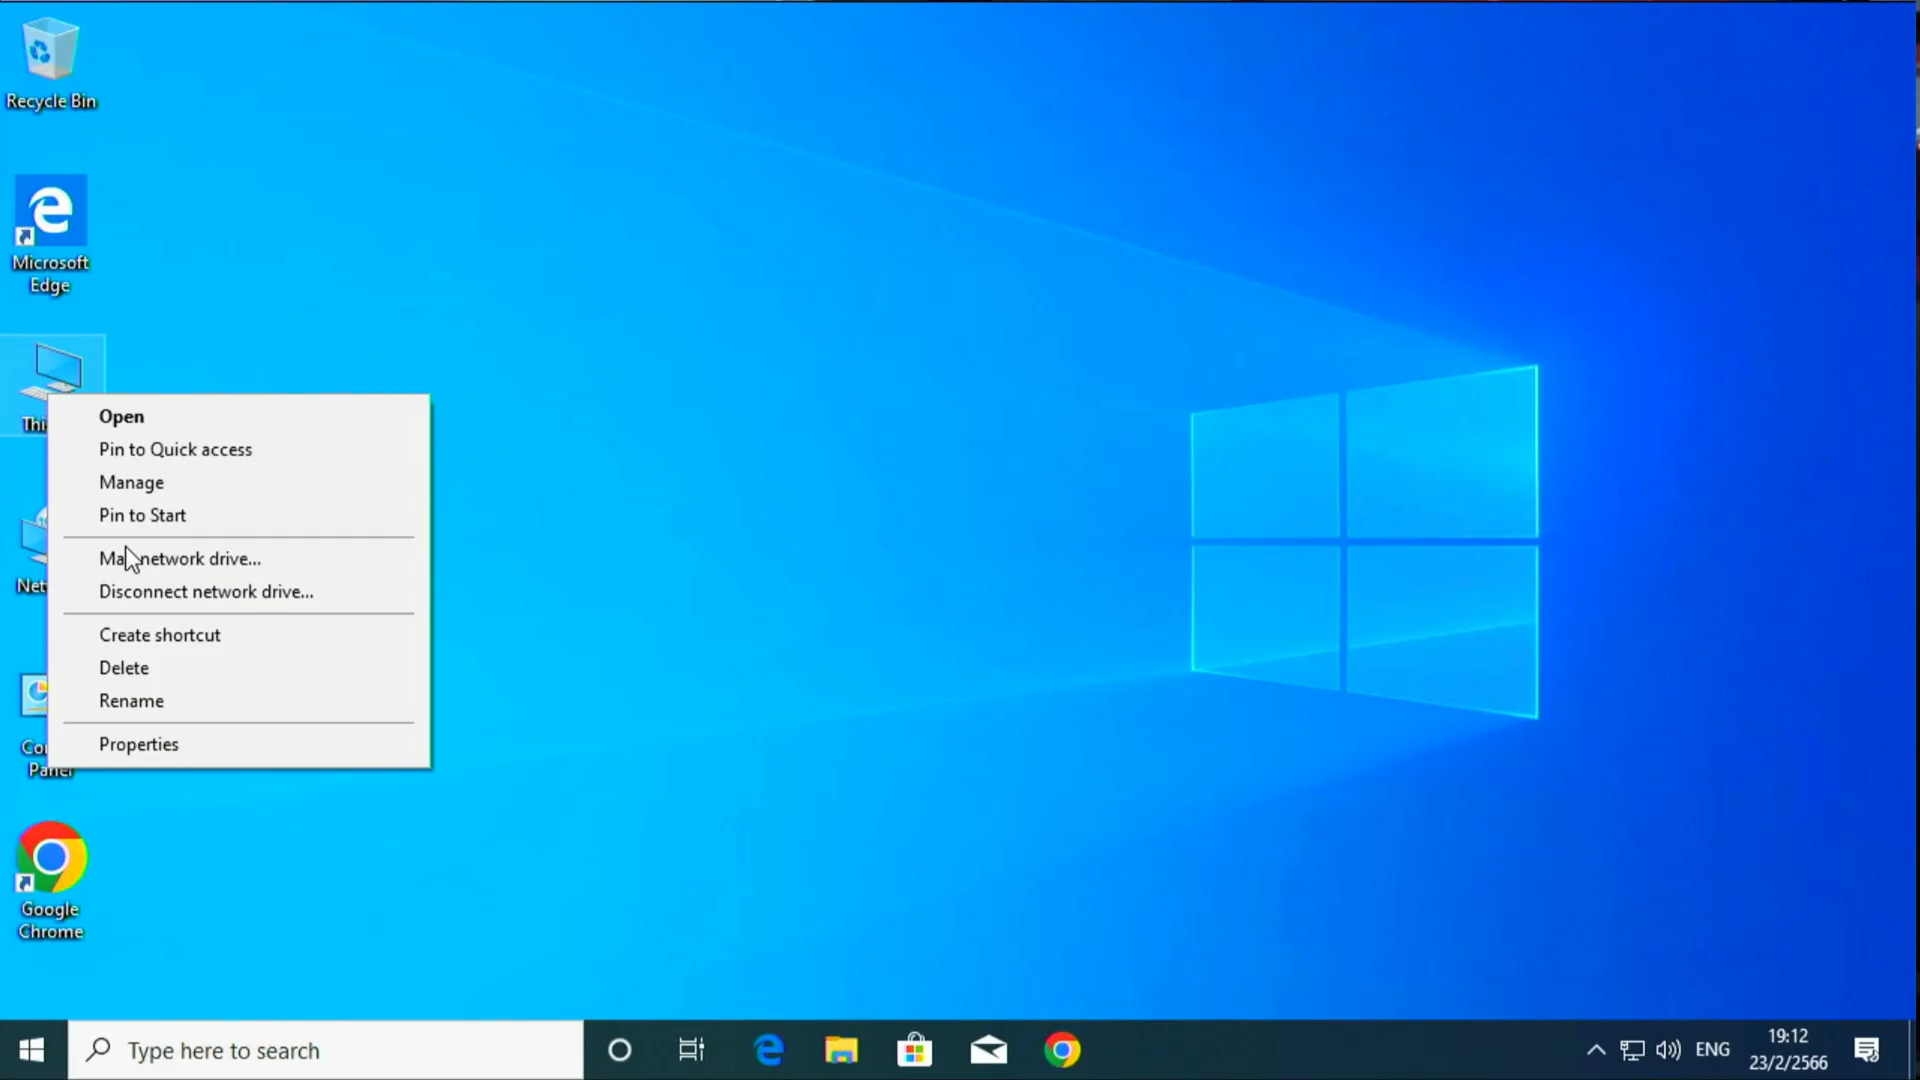 Recycle Bin
Microsoft
Edge
Open
Pin to Quick access
Manage
Pin to Start
network drive...
Disconnect network drive...
Create shortcut
Delete
Rename
Properties
Panel
Google
Chrome
Type here to search
ENG
19:12
23/2/2566